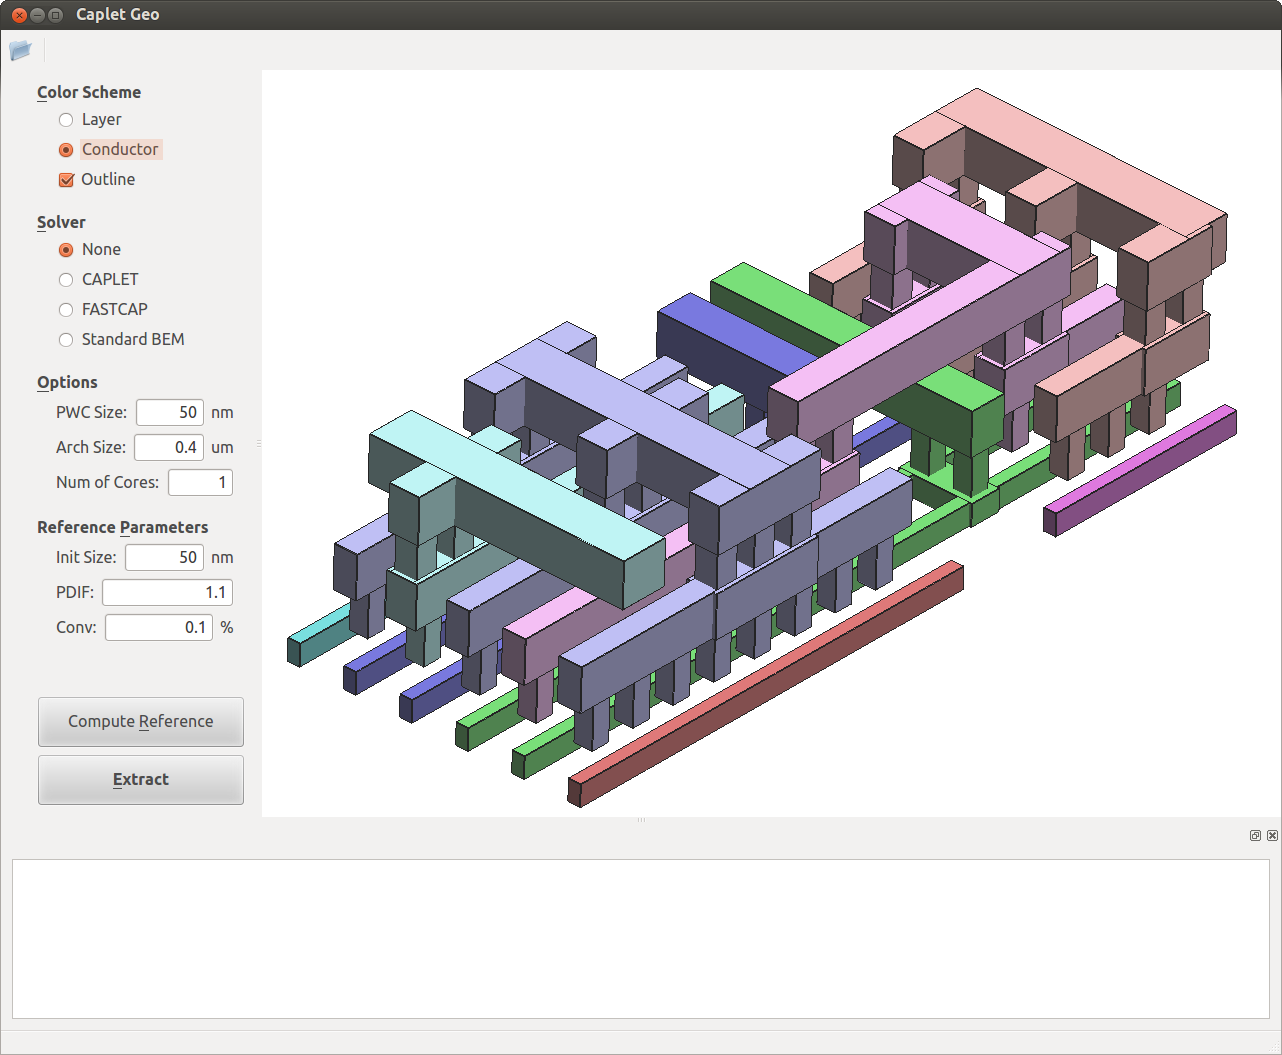 Caplet Geo
Color Scheme
Layer
Conductor
Outline
Solver
None
CAPLET
FASTCAP
Standard BEM
Options
PWC Size: 50 nm
Arch Size: 0.4 um
Num of Cores: 1
Reference Parameters
Init Size: 50 nm
PDIF: 1.1
Conv: 0.1 %
Compute Reference
Extract